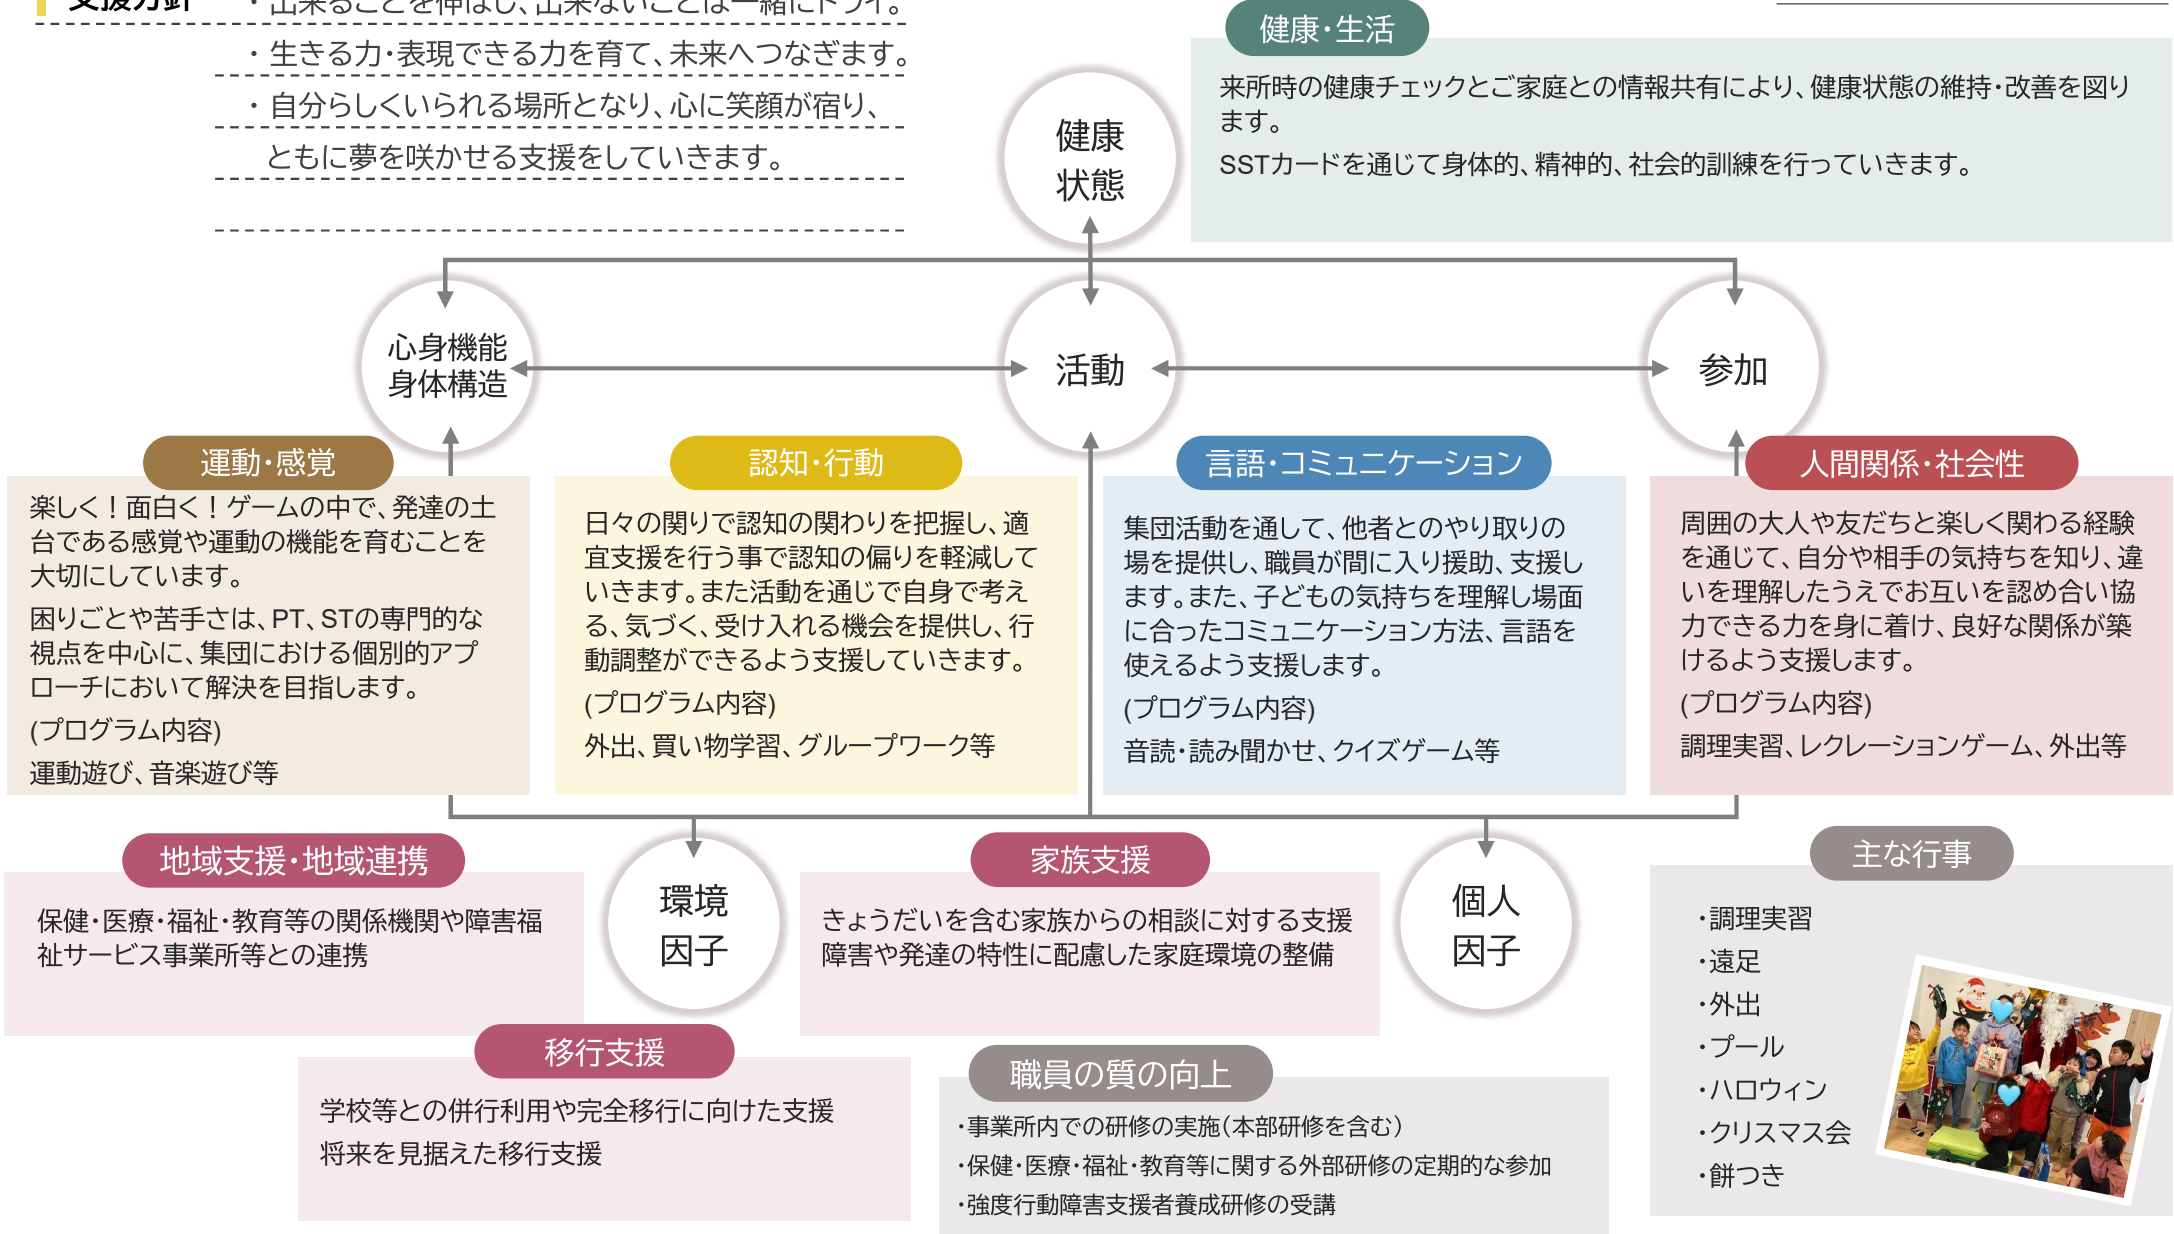 支援方針
・ 出来ることを伸ばし、出来ないことは一緒にトライ。
・ 生きる力・表現できる力を育て、未来へつなぎます。
・ 自分らしくいられる場所となり、心に笑顔が宿り、
ともに夢を咲かせる支援をしていきます。
健康・生活
来所時の健康チェックとご家庭との情報共有により、健康状態の維持・改善を図り
ます。
SSTカードを通じて身体的、精神的、社会的訓練を行っていきます。
健康
状態
心身機能
身体構造
活動
参加
運動・感覚
楽しく！面白く！ゲームの中で、発達の土
台である感覚や運動の機能を育むことを
大切にしています。
困りごとや苦手さは、PT、STの専門的な
視点を中心に、集団における個別的アプ
ローチにおいて解決を目指します。
(プログラム内容)
運動遊び、音楽遊び等
認知・行動
日々の関りで認知の関わりを把握し、適
宜支援を行う事で認知の偏りを軽減して
いきます。また活動を通じで自身で考え
る、気づく、受け入れる機会を提供し、行
動調整ができるよう支援していきます。
(プログラム内容)
外出、買い物学習、グループワーク等
言語・コミュニケーション
集団活動を通して、他者とのやり取りの
場を提供し、職員が間に入り援助、支援し
ます。また、子どもの気持ちを理解し場面
に合ったコミュニケーション方法、言語を
使えるよう支援します。
(プログラム内容)
音読・読み聞かせ、クイズゲーム等
人間関係・社会性
周囲の大人や友だちと楽しく関わる経験
を通じて、自分や相手の気持ちを知り、違
いを理解したうえでお互いを認め合い協
力できる力を身に着け、良好な関係が築
けるよう支援します。
(プログラム内容)
調理実習、レクレーションゲーム、外出等
地域支援・地域連携
保健・医療・福祉・教育等の関係機関や障害福
祉サービス事業所等との連携
環境
因子
家族支援
きょうだいを含む家族からの相談に対する支援
障害や発達の特性に配慮した家庭環境の整備
個人
因子
主な行事
・調理実習
・遠足
・外出
・プール
・ハロウィン
・クリスマス会
・餅つき
移行支援
学校等との併行利用や完全移行に向けた支援
将来を見据えた移行支援
職員の質の向上
・事業所内での研修の実施（本部研修を含む）
・保健・医療・福祉・教育等に関する外部研修の定期的な参加
・強度行動障害支援者養成研修の受講